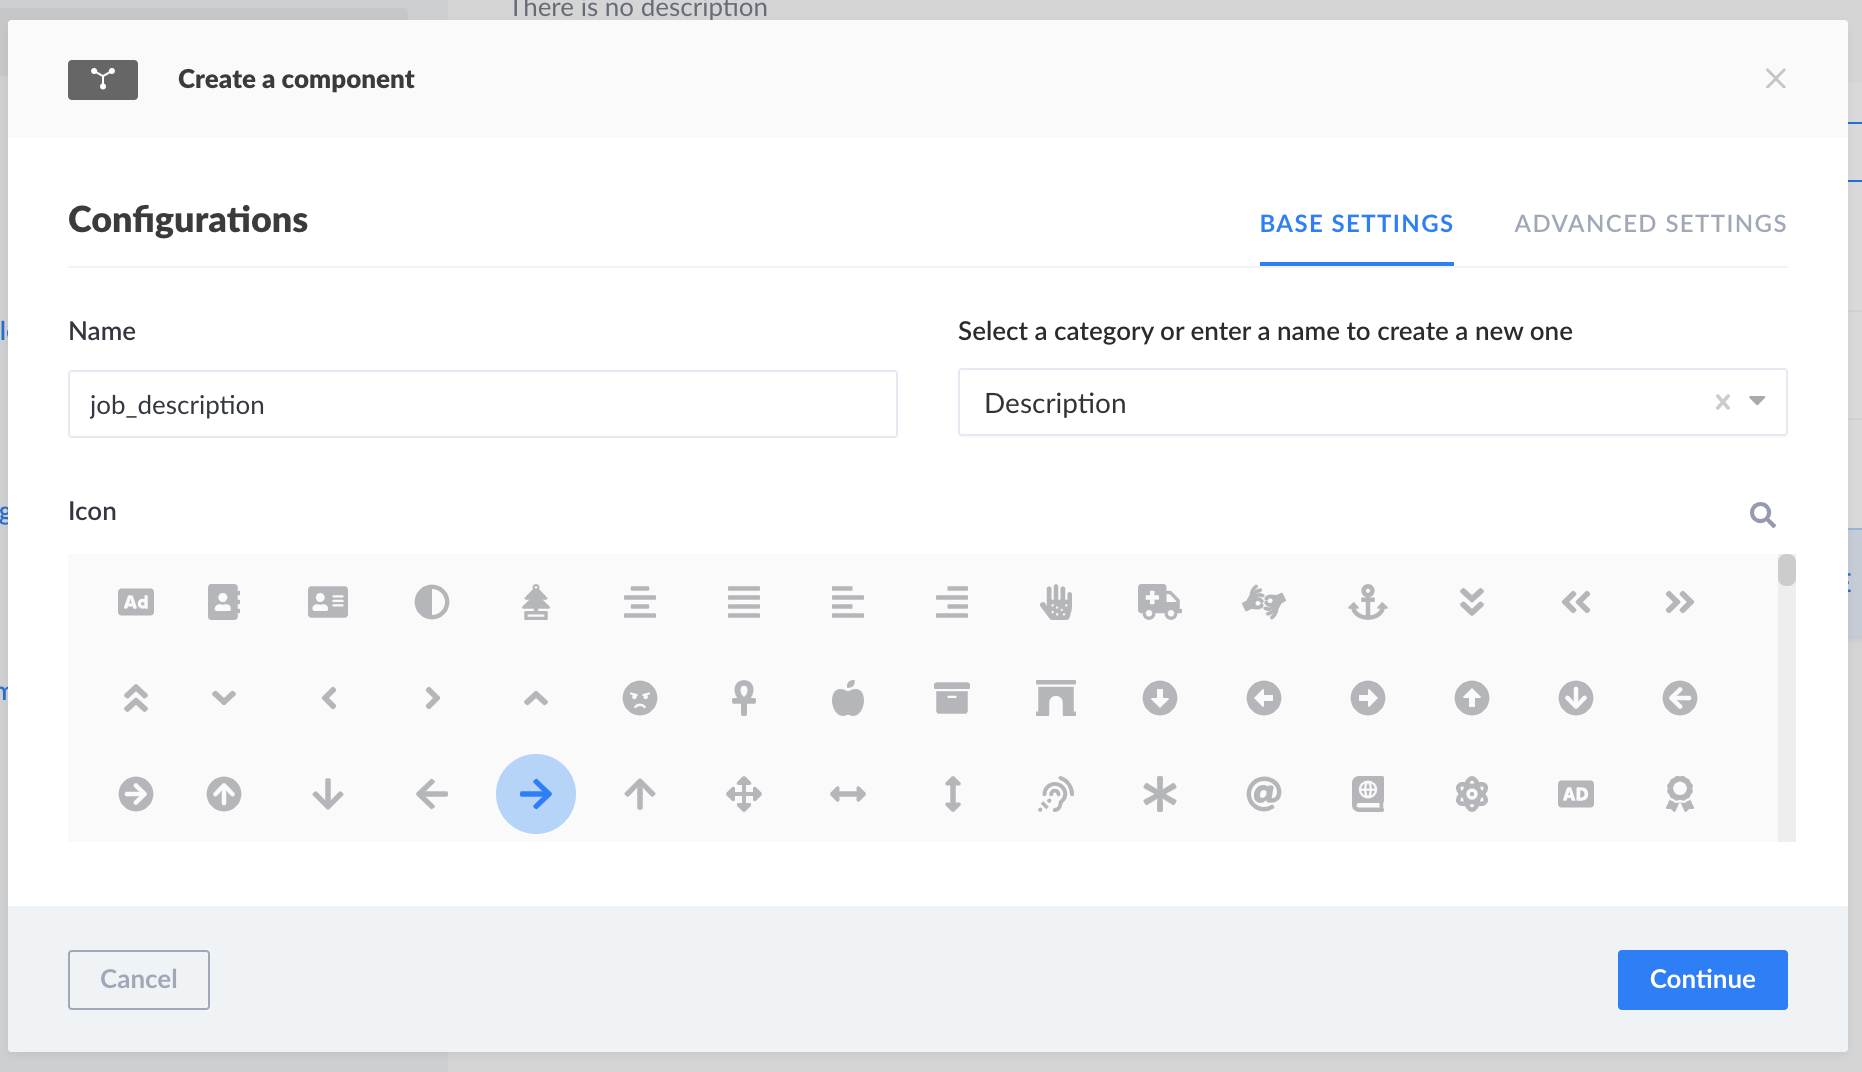 There is no description
Create a component
Configurations
BASE SETTINGS
ADVANCED SETTINGS
Name
Select a category or enter a name to create a new one
job_description
Description
Icon
Ad
AD
Cancel
Continue